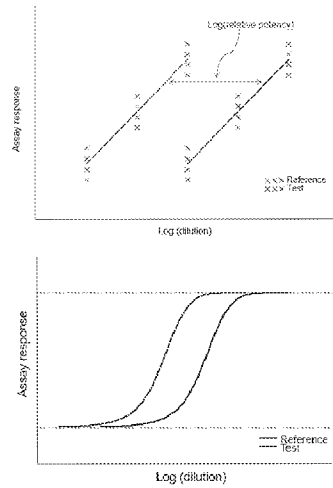 Log(relative potency)
Assay response
Reference
Test
Log (dilution)
Assay response
Reference
Test
Log (dilution)